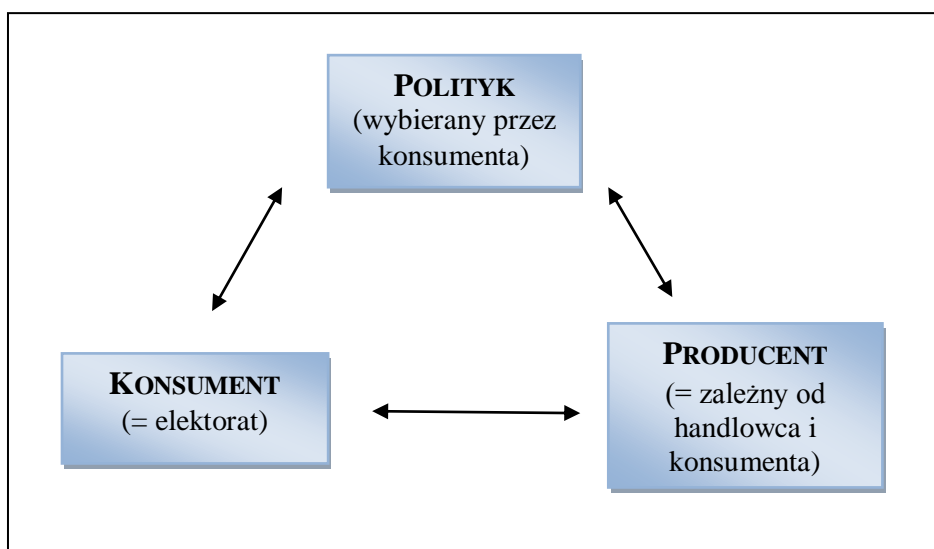 POLITYK
(wybierany przez
konsumenta)
KONSUMENT
(= elektorat)
PRODUCENT
(= zależny od
handlowca i
konsumenta)